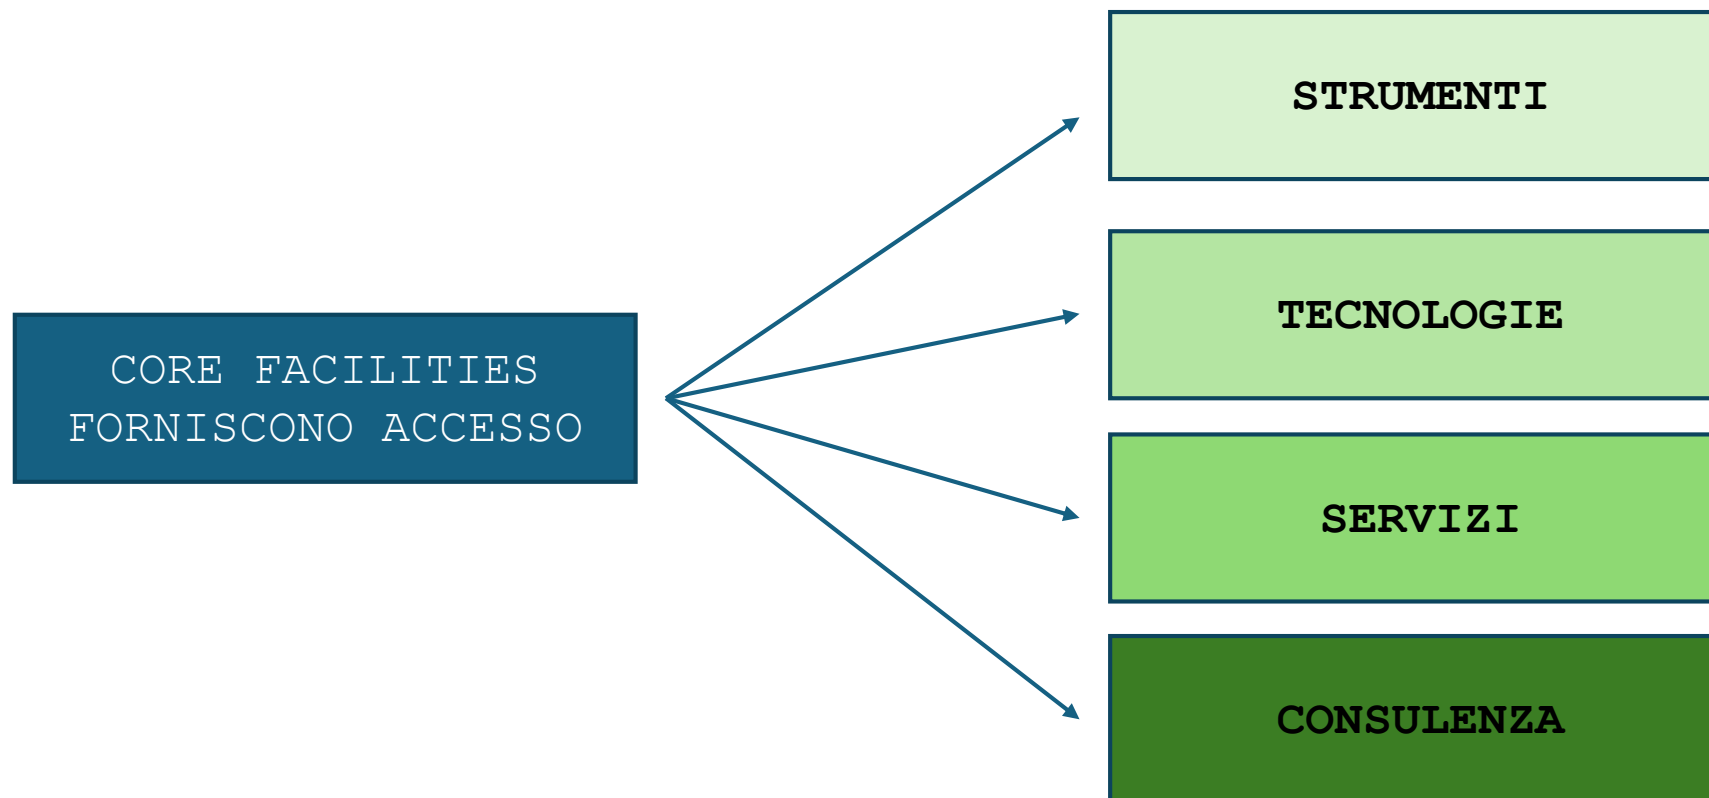 CORE FACILITIES
FORNISCONO ACCESSO
STRUMENTI
TECNOLOGIE
SERVIZI
CONSULENZA